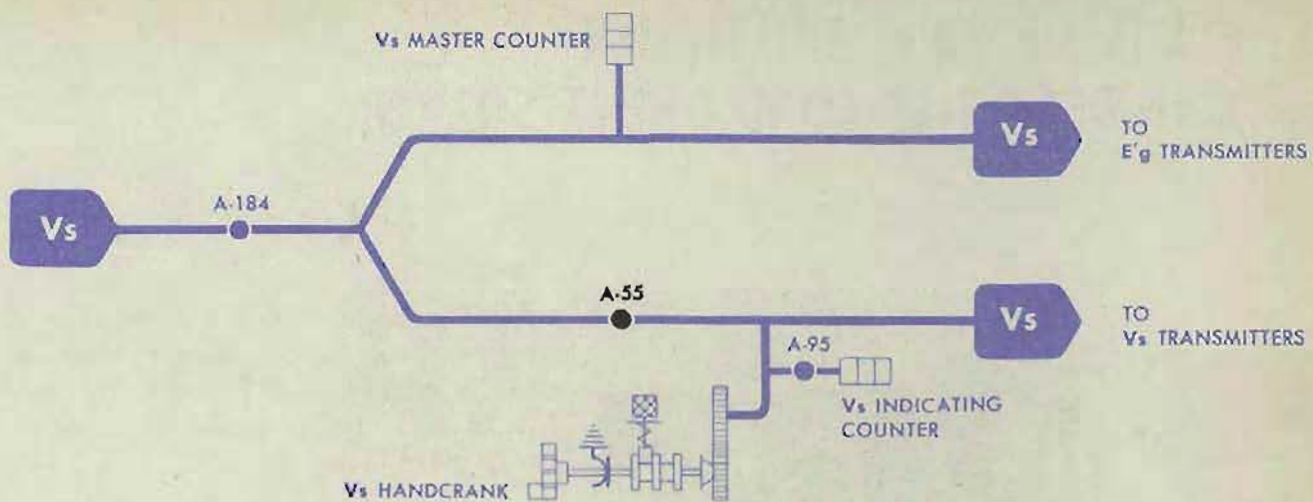 Vs MASTER COUNTER
Vs
TO
E'g TRANSMITTERS
A-184
Vs
A-55
Vs
TO
Vs TRANSMITTERS
A-95
Vs INDICATING
COUNTER
Vs HANDCRANK